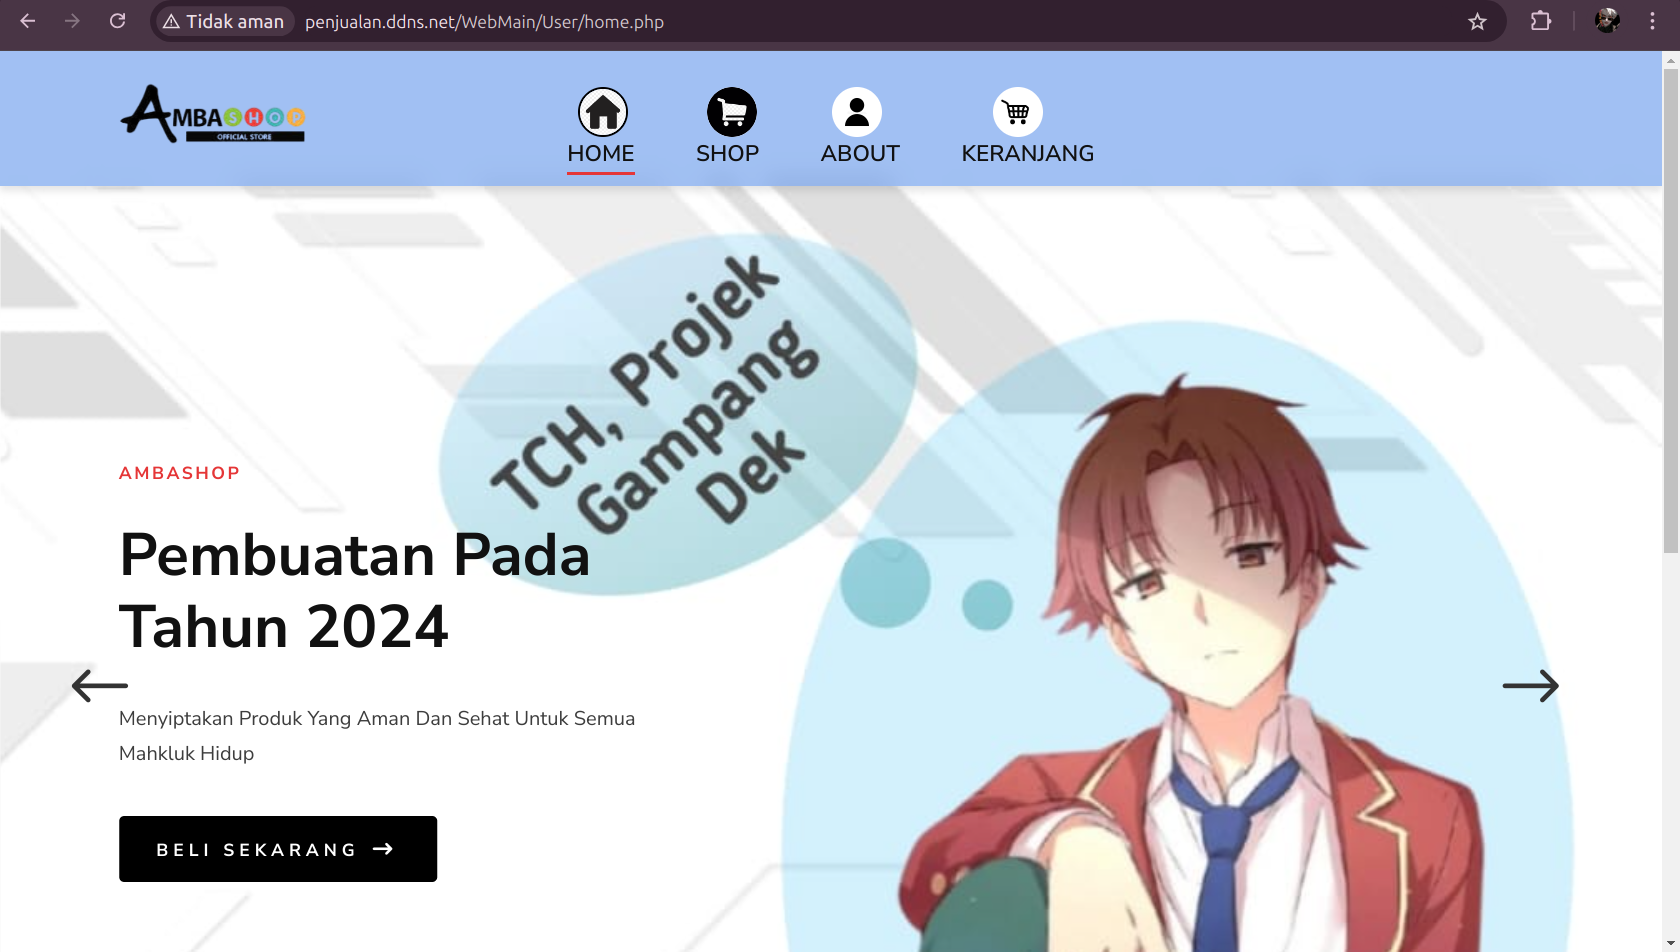 Tidak aman penjualan.ddns.net/WebMain/User/home.php
AMBASHOP
OFFICIAL STORE
HOME SHOP ABOUT KERANJANG
TCH, Projek
Gampang
Dek
AMBASHOP
Pembuatan Pada
Tahun 2024
Menyiptakan Produk Yang Aman Dan Sehat Untuk Semua
Mahkluk Hidup
BELI SEKARANG →